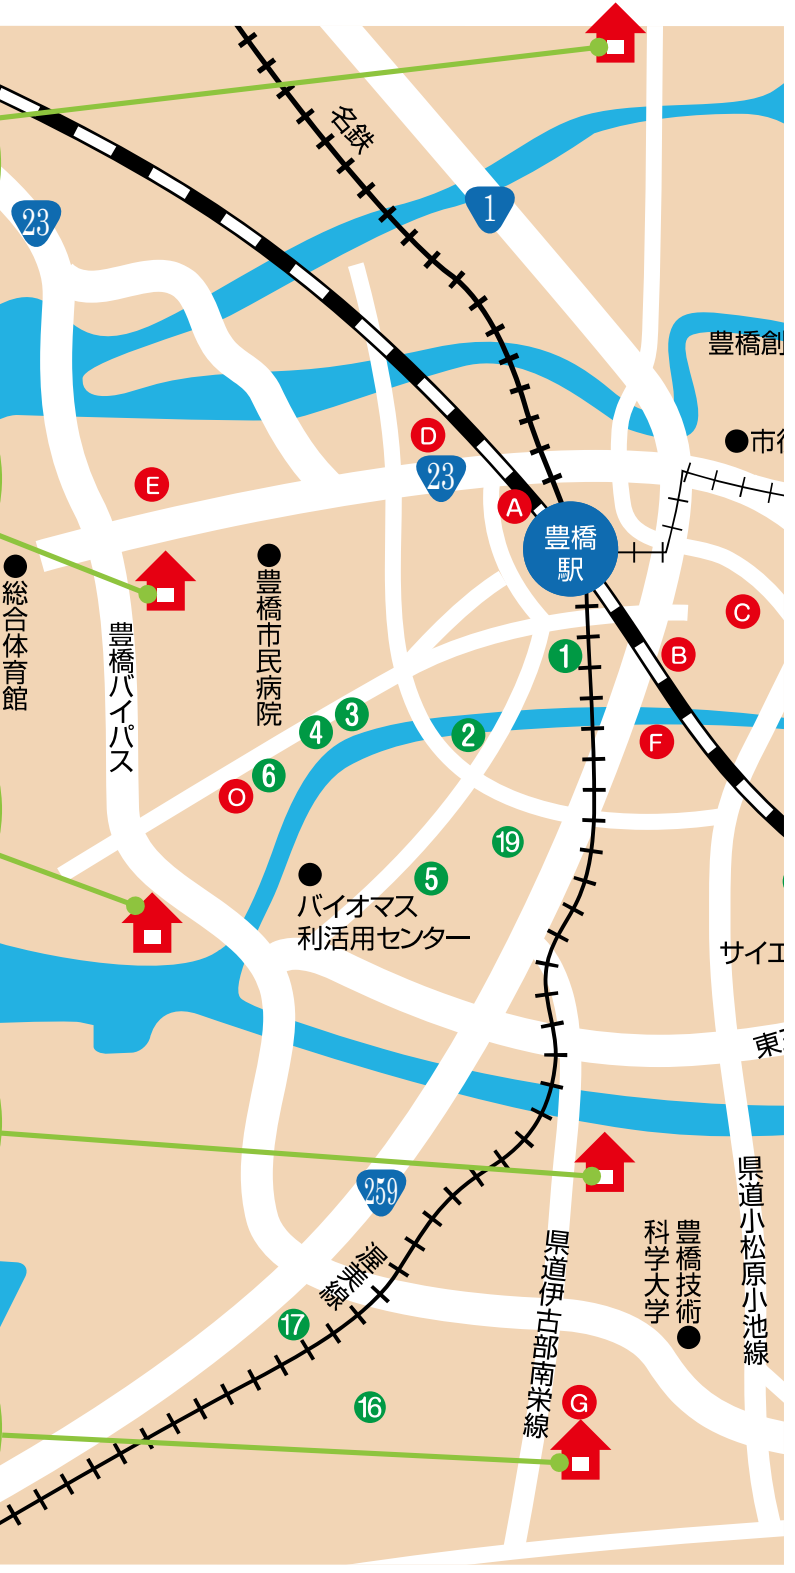 名鉄
1
23
豊橋創
市役
D
23
E
A
豊橋
駅
総合体育館
豊橋市民病院
豊橋バイパス
C
1
B
3
4
2
F
6
O
19
5
バイオマス
利活用センター
サイエ
東三
259
県道小松原小池線
豊橋技術
科学大学
県道伊古部南栄線
渥美線
17
16
G